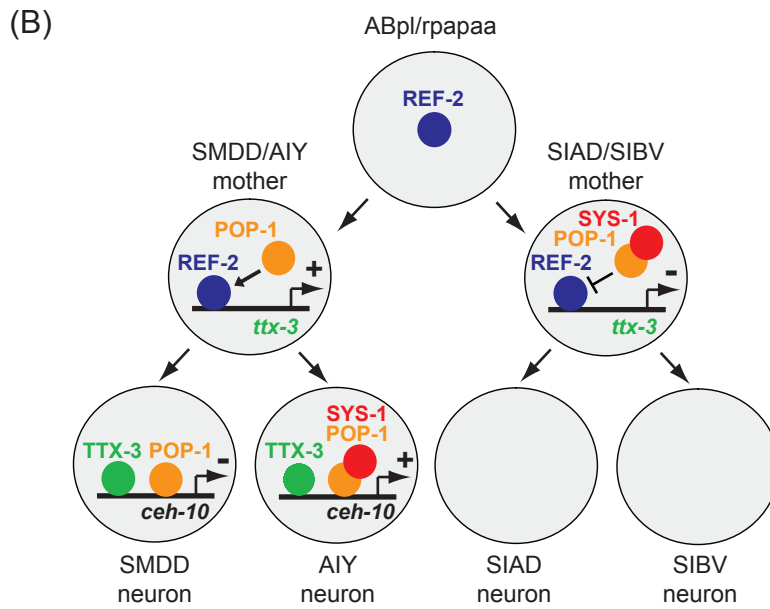 (B)
ABpl/rpapaa
REF-2
SMDD/AIY
mother
SIAD/SIBV
mother
POP-1
REF-2
+
ttx-3
SYS-1
POP-1
REF-2
-
ttx-3
TTX-3 POP-1
-
ceh-10
SYS-1
POP-1
TTX-3
+
ceh-10
SMDD
neuron
AIY
neuron
SIAD
neuron
SIBV
neuron